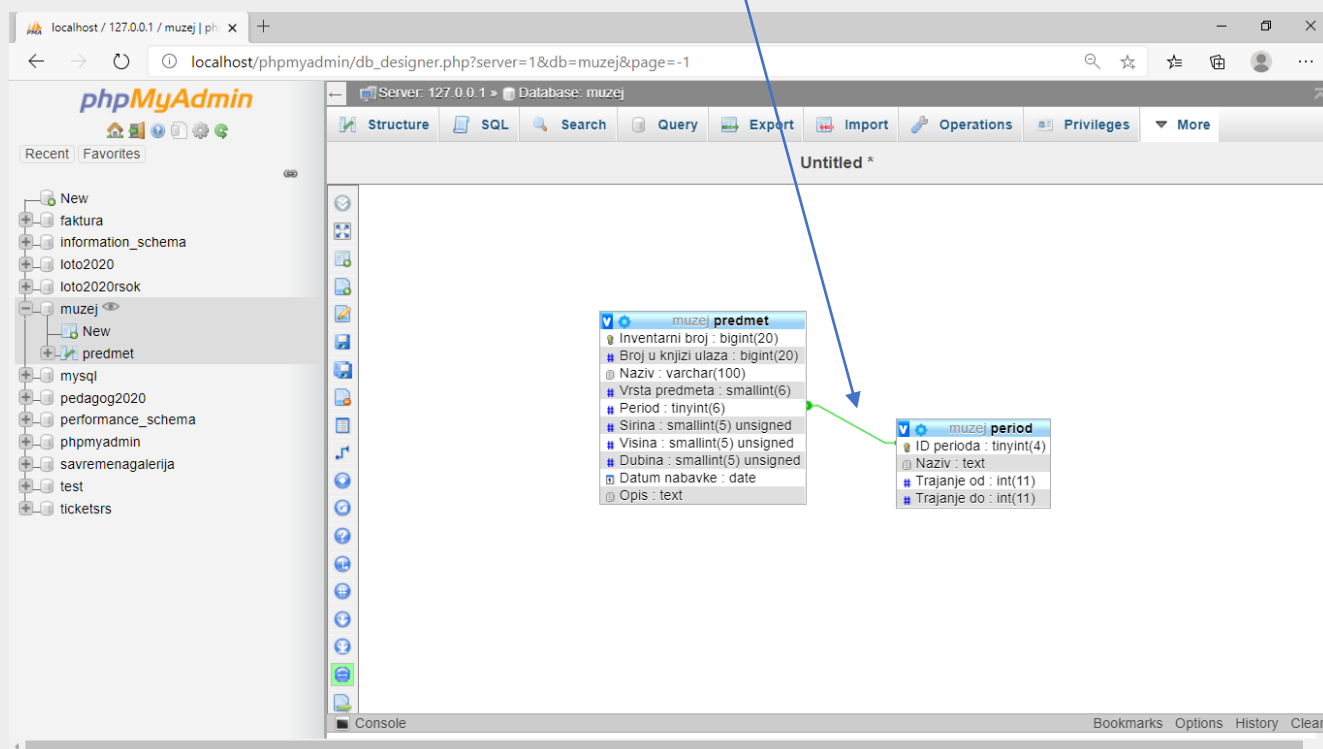 localhost / 127.0.0.1 / muzej | ph
localhost/phpmyadmin/db_designer.php?server=1&db=muzej&page=-1
phpMyAdmin
Recent Favorites
New
faktura
information_schema
loto2020
loto2020rsok
muzej
New
predmet
mysql
pedagog2020
performance_schema
phpmyadmin
savremenagalerija
test
ticketsrs
Server: 127.0.0.1 » Database: muzej
Structure SQL Search Query Export Import Operations Privileges More
Untitled *
muzej predmet
Inventarni broj : bigint(20)
Broj u knjizi ulaza : bigint(20)
Naziv : varchar(100)
Vrsta predmeta : smallint(6)
Period : tinyint(6)
Sirina : smallint(5) unsigned
Visina : smallint(5) unsigned
Dubina : smallint(5) unsigned
Datum nabavke : date
Opis : text
muzej period
ID perioda : tinyint(4)
Naziv : text
Trajanje od : int(11)
Trajanje do : int(11)
Console
Bookmarks Options History Clear